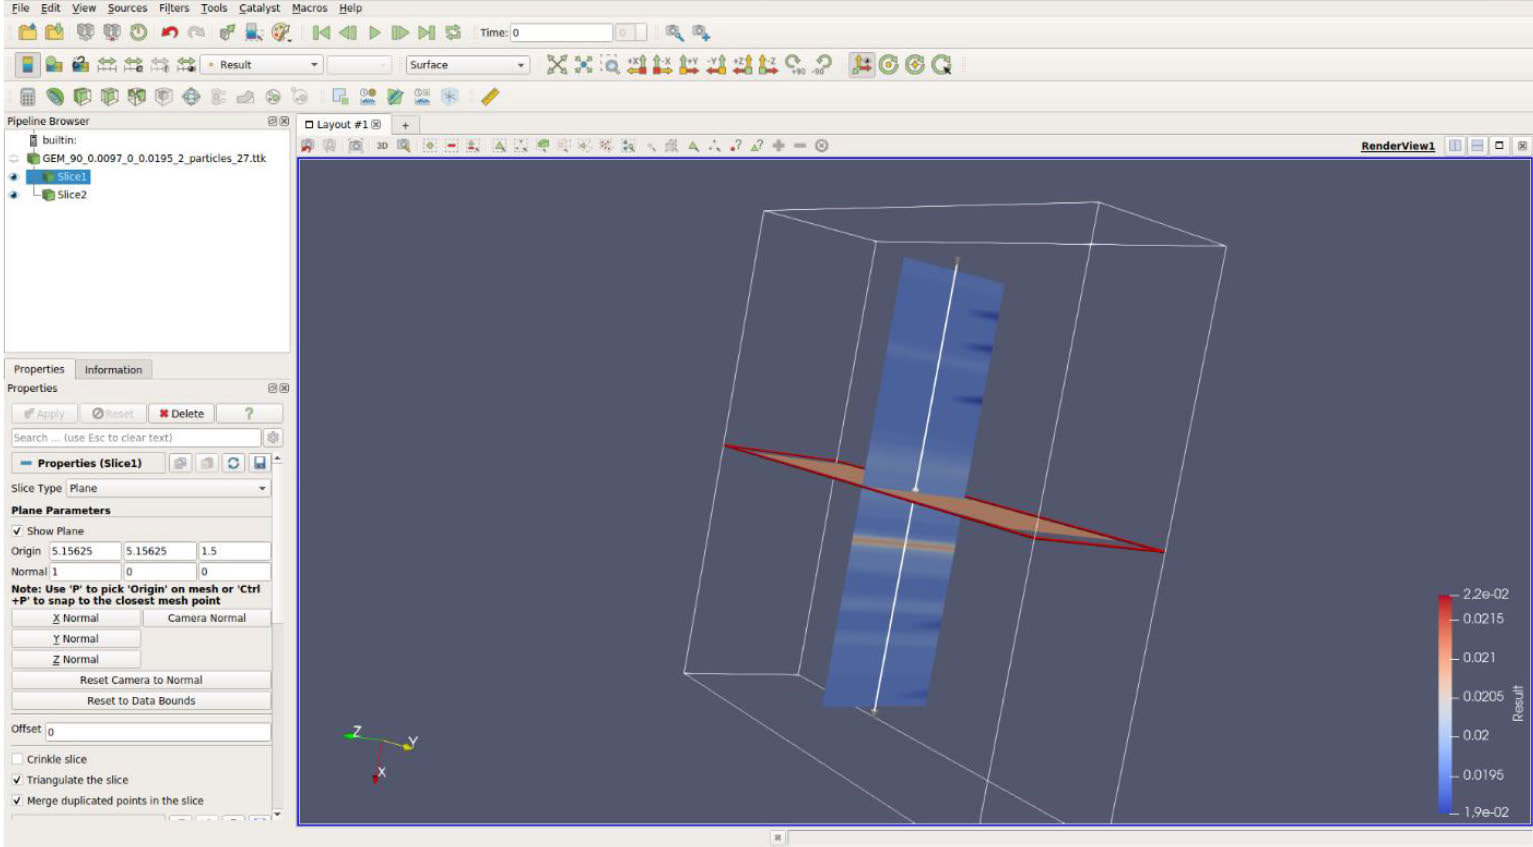 File Edit View Sources Filters Tools Catalyst Macros Help
Time: 0 0
Result Surface +X -X +Y -Y +Z -Z +90 -90
Pipeline Browser
Layout #1 +
builtin:
3D RenderView1
GEM_90_0.0097_0_0.0195_2_particles_27.ttk
Slice1
Slice2
Properties Information
Properties
Apply Reset Delete ?
Search ... (use Esc to clear text)
Properties (Slice1)
Slice Type Plane
Plane Parameters
Show Plane
Origin 5.15625 5.15625 1.5
Normal 1 0 0
Note: Use 'P' to pick 'Origin' on mesh or 'Ctrl
+P' to snap to the closest mesh point
X Normal Camera Normal
Y Normal
Z Normal
Reset Camera to Normal
Reset to Data Bounds
Offset 0
Crinkle slice
Triangulate the slice
Merge duplicated points in the slice
Z
Y
X
2,2e-02
0.0215
0.021
0.0205
0.02
0.0195
1,9e-02
Result